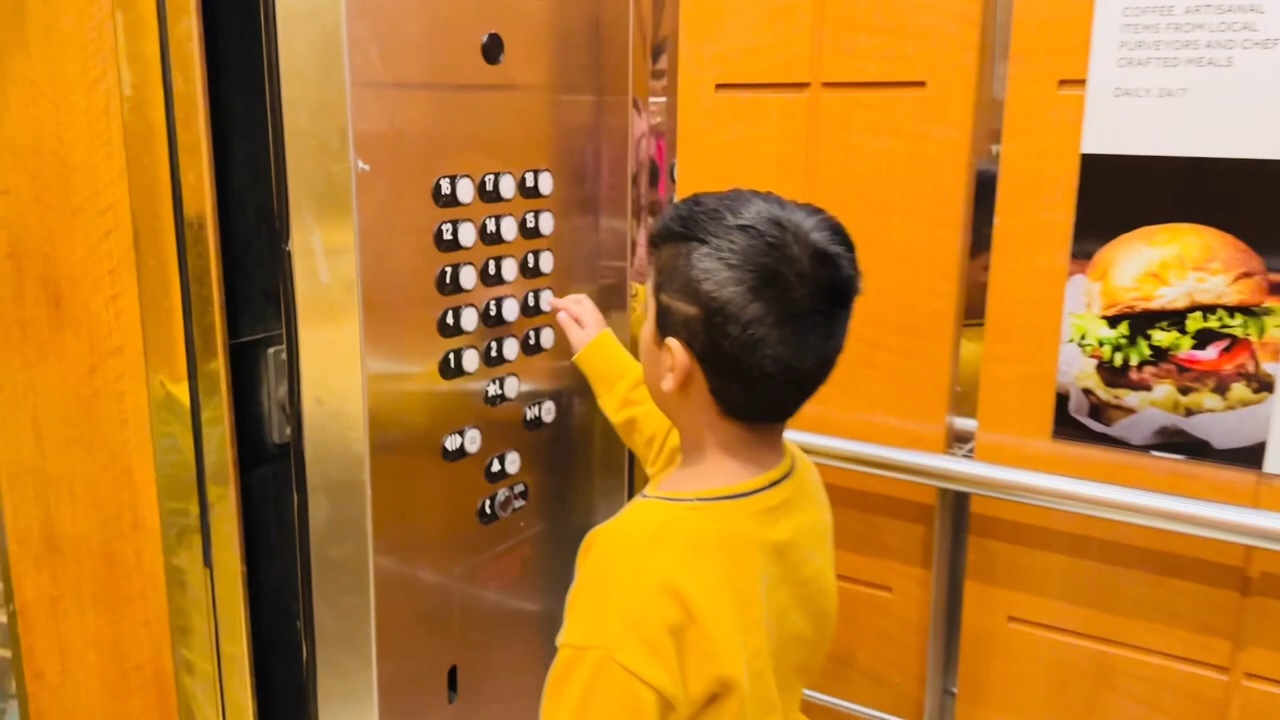 COFFEE, ARTISANAL
ITEMS FROM LOCAL
PURVEYORS AND CHEF
CRAFTED MEALS
DAILY, 24/7
16 17 18
12 14 15
7 8 9
4 5 6
1 2 3
★L